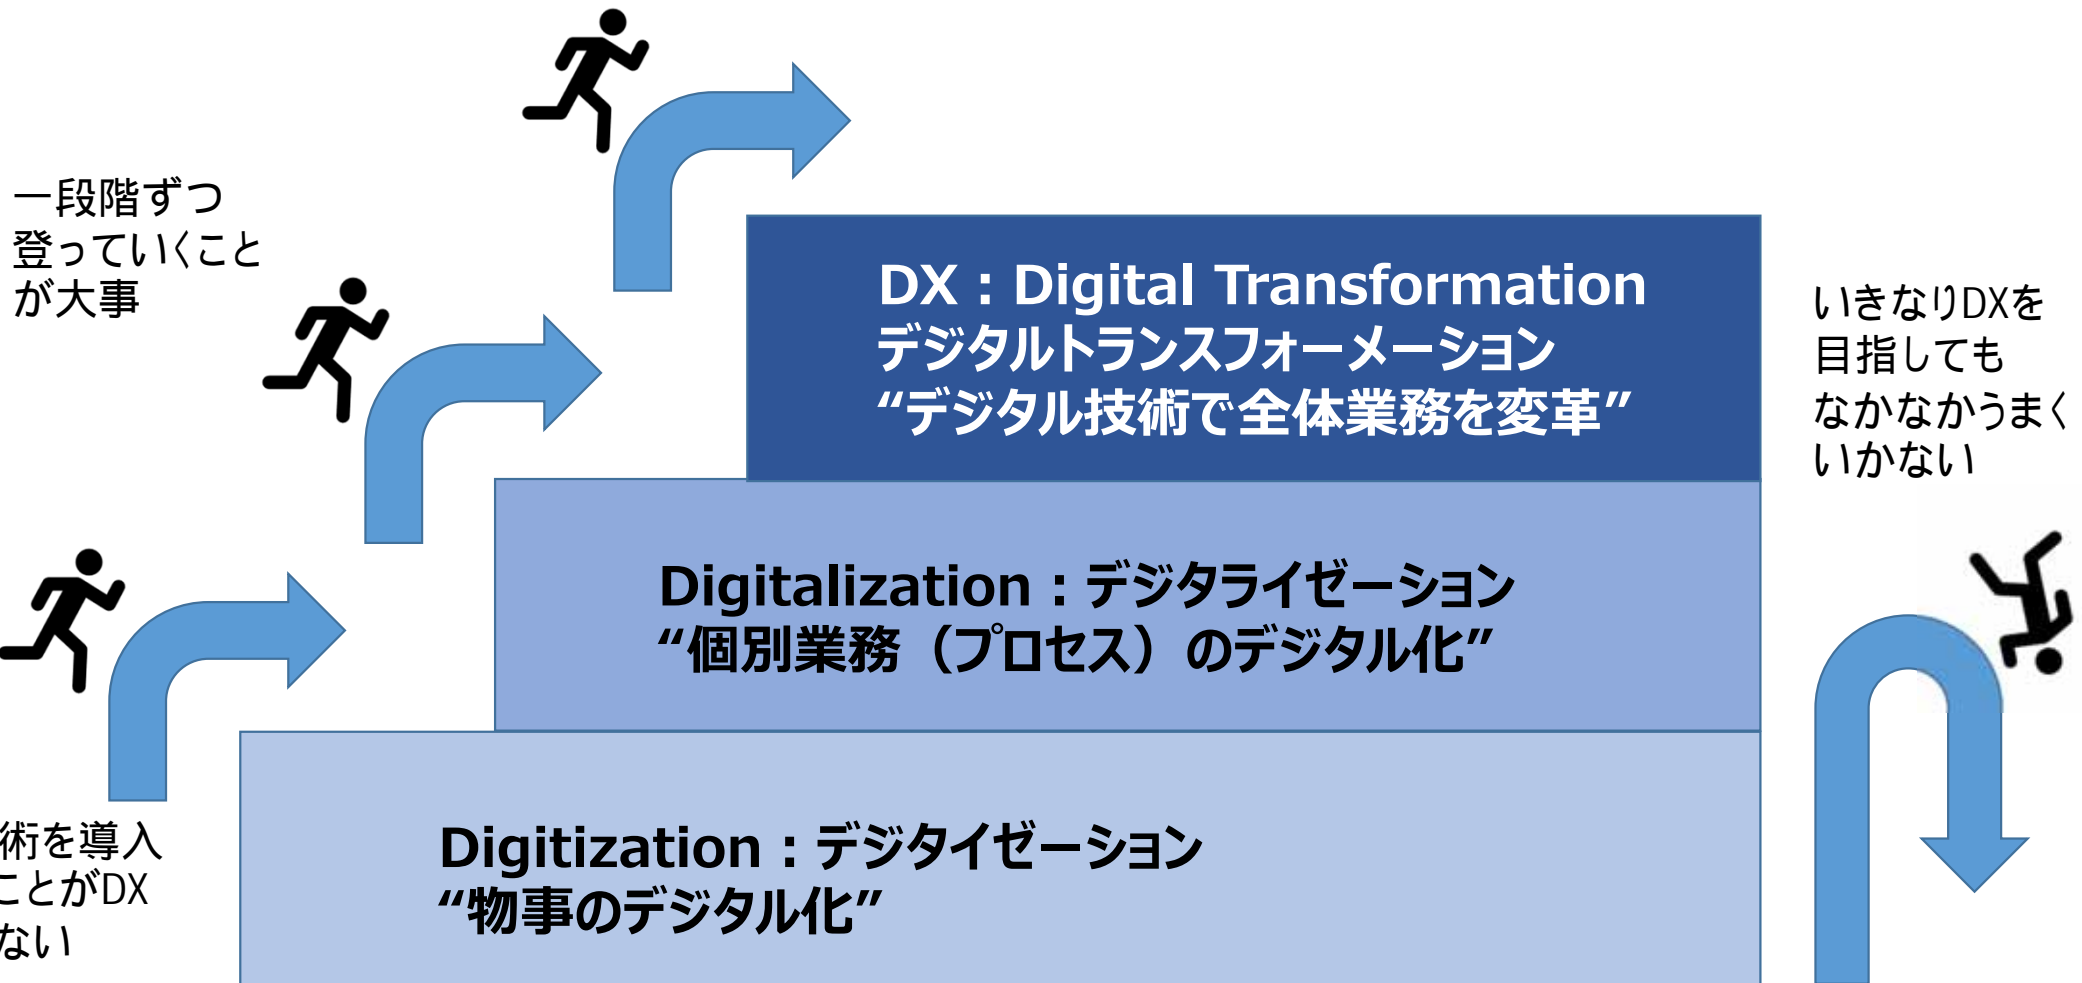 一段階ずつ
登っていくこと
が大事
DX：Digital Transformation
デジタルトランスフォーメーション
“デジタル技術で全体業務を変革”
いきなりDXを
目指しても
なかなかうまく
いかない
Digitalization：デジタライゼーション
“個別業務（プロセス）のデジタル化”
Digitization：デジタイゼーション
“物事のデジタル化”
術を導入
ことがDX
ない